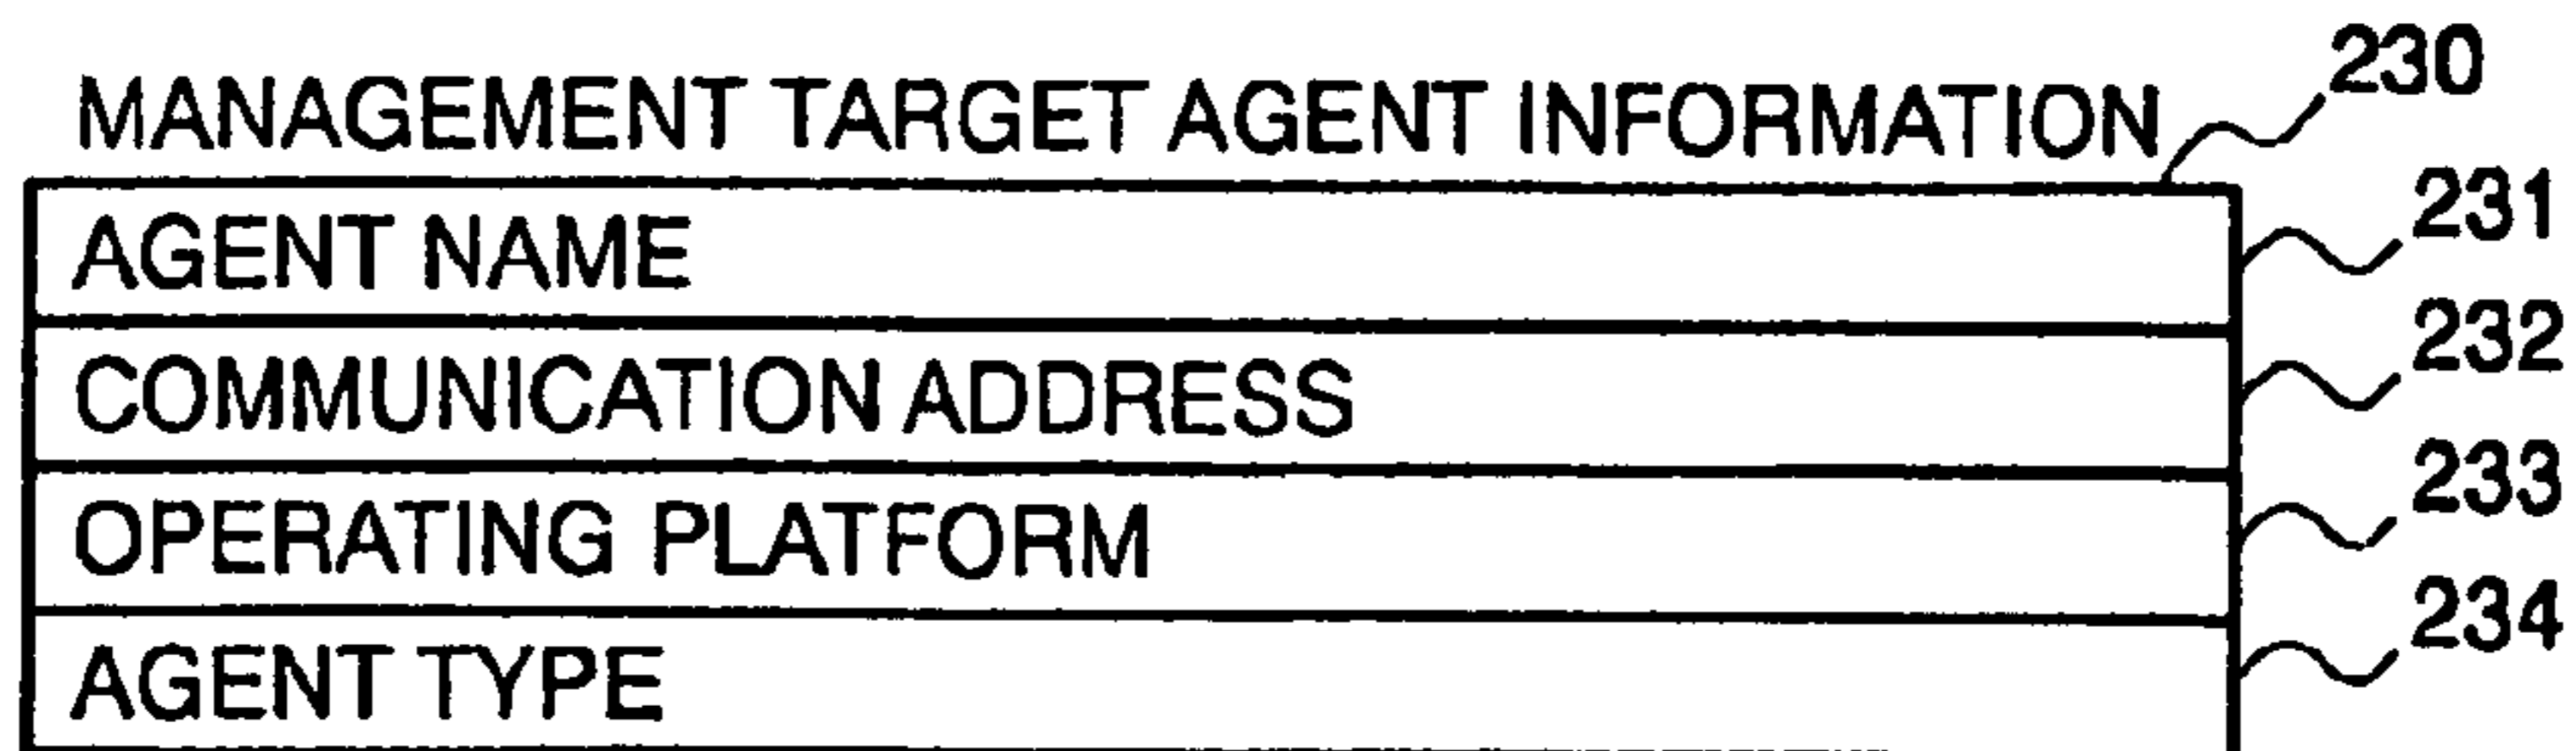 230
MANAGEMENT TARGET AGENT INFORMATION
AGENT NAME 231
COMMUNICATION ADDRESS 232
OPERATING PLATFORM 233
AGENT TYPE 234